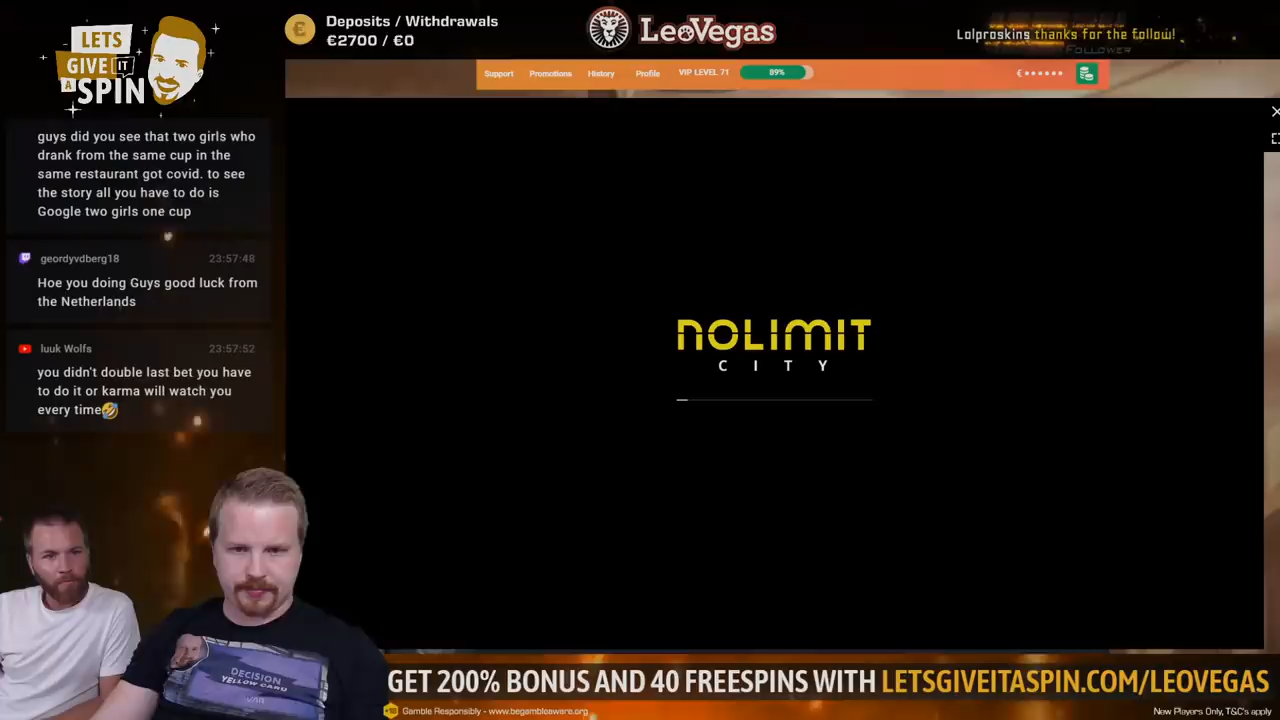 LETS
GIVE IT
A SPIN
Deposits / Withdrawals
€2700 / €0
LeoVegas
Lolproskins thanks for the follow!
FOLLOWER
Support
Promotions
History
Profile
VIP LEVEL 71
89%
guys did you see that two girls who
drank from the same cup in the
same restaurant got covid. to see
the story all you have to do is
Google two girls one cup
geordyvdberg18 23:57:48
Hoe you doing Guys good luck from
the Netherlands
luuk Wolfs 23:57:52
you didn't double last bet you have
to do it or karma will watch you
every time🤣
NOLIMIT
CITY
DECISION
YELLOW CARD
VAR
GET 200% BONUS AND 40 FREESPINS WITH LETSGIVEITASPIN.COM/LEOVEGAS
+18 Gamble Responsibly - www.begambleaware.org
New Players Only, T&C's apply